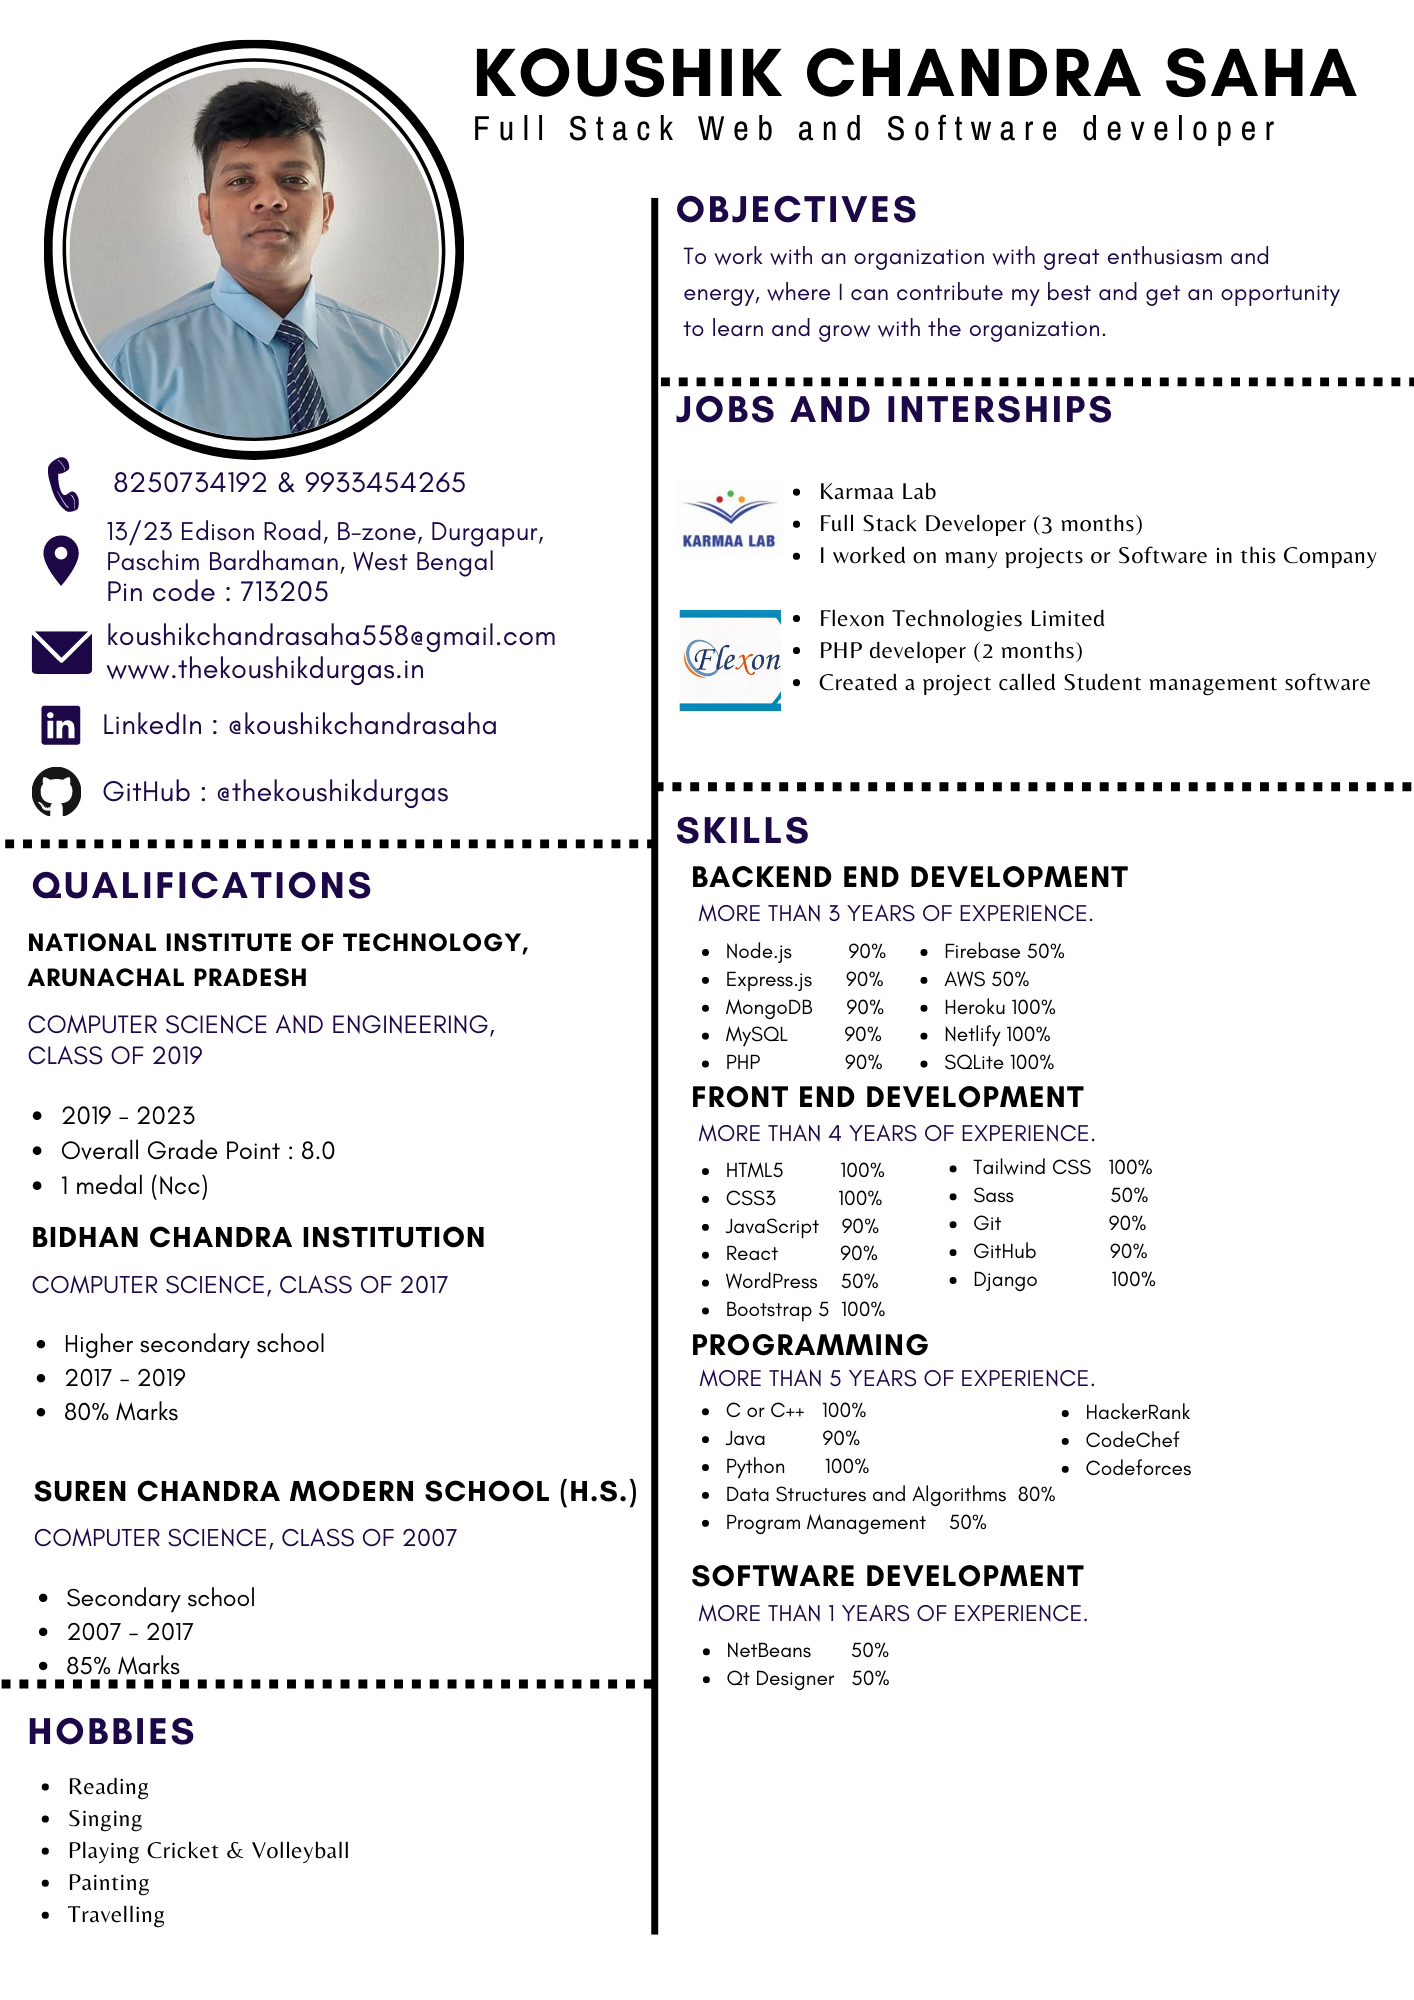 KOUSHIK CHANDRA SAHA
Full Stack Web and Software developer
8250734192 & 9933454265
13/23 Edison Road, B-zone, Durgapur,
Paschim Bardhaman, West Bengal
Pin code : 713205
koushikchandrasaha558@gmail.com
www.thekoushikdurgas.in
LinkedIn : @koushikchandrasaha
GitHub : @thekoushikdurgas
QUALIFICATIONS
NATIONAL INSTITUTE OF TECHNOLOGY,
ARUNACHAL PRADESH
COMPUTER SCIENCE AND ENGINEERING,
CLASS OF 2019
• 2019 - 2023
• Overall Grade Point : 8.0
• 1 medal (Ncc)
BIDHAN CHANDRA INSTITUTION
COMPUTER SCIENCE, CLASS OF 2017
• Higher secondary school
• 2017 - 2019
• 80% Marks
SUREN CHANDRA MODERN SCHOOL (H.S.)
COMPUTER SCIENCE, CLASS OF 2007
• Secondary school
• 2007 - 2017
• 85% Marks
HOBBIES
• Reading
• Singing
• Playing Cricket & Volleyball
• Painting
• Travelling
OBJECTIVES
To work with an organization with great enthusiasm and
energy, where I can contribute my best and get an opportunity
to learn and grow with the organization.
JOBS AND INTERSHIPS
KARMAA LAB
• Karmaa Lab
• Full Stack Developer (3 months)
• I worked on many projects or Software in this Company
Flexon
• Flexon Technologies Limited
• PHP developer (2 months)
• Created a project called Student management software
SKILLS
BACKEND END DEVELOPMENT
MORE THAN 3 YEARS OF EXPERIENCE.
• Node.js 90%
• Express.js 90%
• MongoDB 90%
• MySQL 90%
• PHP 90%
• Firebase 50%
• AWS 50%
• Heroku 100%
• Netlify 100%
• SQLite 100%
FRONT END DEVELOPMENT
MORE THAN 4 YEARS OF EXPERIENCE.
• HTML5 100%
• CSS3 100%
• JavaScript 90%
• React 90%
• WordPress 50%
• Bootstrap 5 100%
• Tailwind CSS 100%
• Sass 50%
• Git 90%
• GitHub 90%
• Django 100%
PROGRAMMING
MORE THAN 5 YEARS OF EXPERIENCE.
• C or C++ 100%
• Java 90%
• Python 100%
• Data Structures and Algorithms 80%
• Program Management 50%
• HackerRank
• CodeChef
• Codeforces
SOFTWARE DEVELOPMENT
MORE THAN 1 YEARS OF EXPERIENCE.
• NetBeans 50%
• Qt Designer 50%